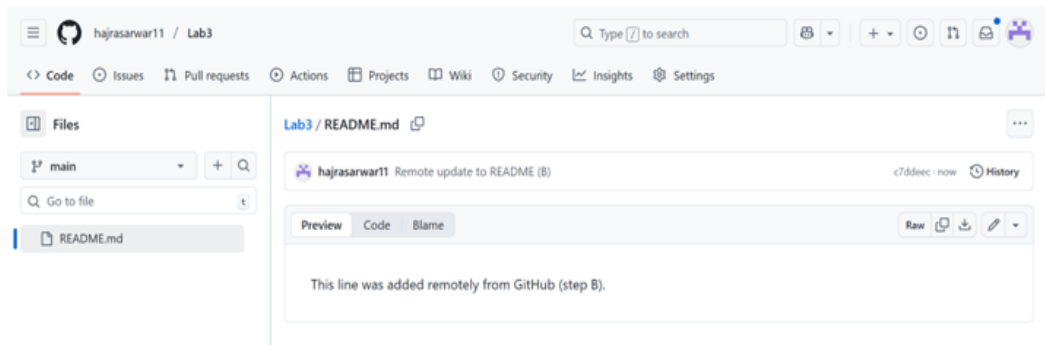 hajrasarwar11 / Lab3
Type / to search
<> Code Issues Pull requests Actions Projects Wiki Security Insights Settings
Files
main
Go to file t
README.md
Lab3 / README.md
hajrasarwar11 Remote update to README (B) c7ddeec · now History
Preview Code Blame Raw
This line was added remotely from GitHub (step B).